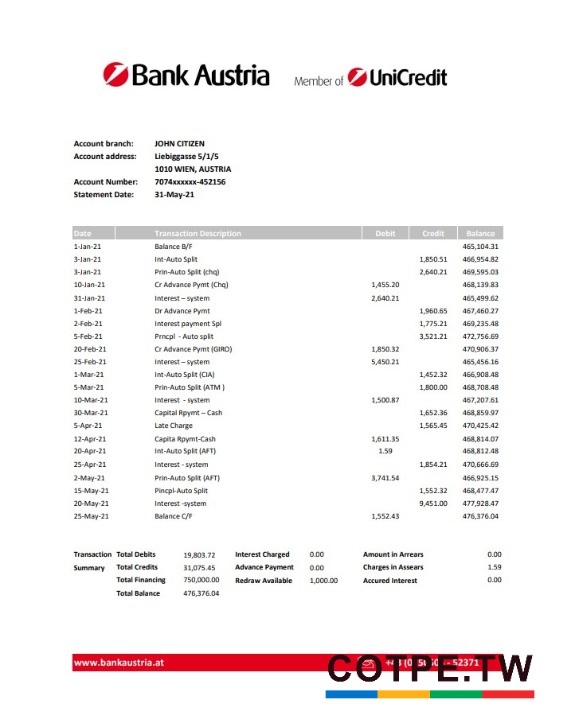 Bank Austria Member of UniCredit
Account branch: JOHN CITIZEN
Account address: Liebiggasse 5/1/5
1010 WIEN, AUSTRIA
Account Number: 7074xxxxxx-452156
Statement Date: 31-May-21
Date Transaction Description Debit Credit Balance
1-Jan-21 Balance B/F 465,104.31
3-Jan-21 Int-Auto Split 1,850.51 466,954.82
3-Jan-21 Prin-Auto Split (chq) 2,640.21 469,595.03
10-Jan-21 Cr Advance Pymt (Chq) 1,455.20 468,139.83
31-Jan-21 Interest – system 2,640.21 465,499.62
1-Feb-21 Dr Advance Pymt 1,960.65 467,460.27
2-Feb-21 Interest payment Spl 1,775.21 469,235.48
5-Feb-21 Prncpl - Auto split 3,521.21 472,756.69
20-Feb-21 Cr Advance Pymt (GIRO) 1,850.32 470,906.37
25-Feb-21 Interest – system 5,450.21 465,456.16
1-Mar-21 Int-Auto Split (CIA) 1,452.32 466,908.48
5-Mar-21 Prin-Auto Split (ATM ) 1,800.00 468,708.48
10-Mar-21 Interest - system 1,500.87 467,207.61
30-Mar-21 Capital Rpymt – Cash 1,652.36 468,859.97
5-Apr-21 Late Charge 1,565.45 470,425.42
12-Apr-21 Capita Rpymt-Cash 1,611.35 468,814.07
20-Apr-21 Int-Auto Split (AFT) 1.59 468,812.48
25-Apr-21 Interest - system 1,854.21 470,666.69
2-May-21 Prin-Auto Split (AFT) 3,741.54 466,925.15
15-May-21 Pincpl-Auto Split 1,552.32 468,477.47
20-May-21 Interest -system 9,451.00 477,928.47
25-May-21 Balance C/F 1,552.43 476,376.04
Transaction Total Debits 19,803.72 Interest Charged 0.00 Amount in Arrears 0.00
Summary Total Credits 31,075.45 Advance Payment 0.00 Charges in Assears 1.59
Total Financing 750,000.00 Redraw Available 1,000.00 Accured Interest 0.00
Total Balance 476,376.04
www.bankaustria.at 52371
COTPE.TW